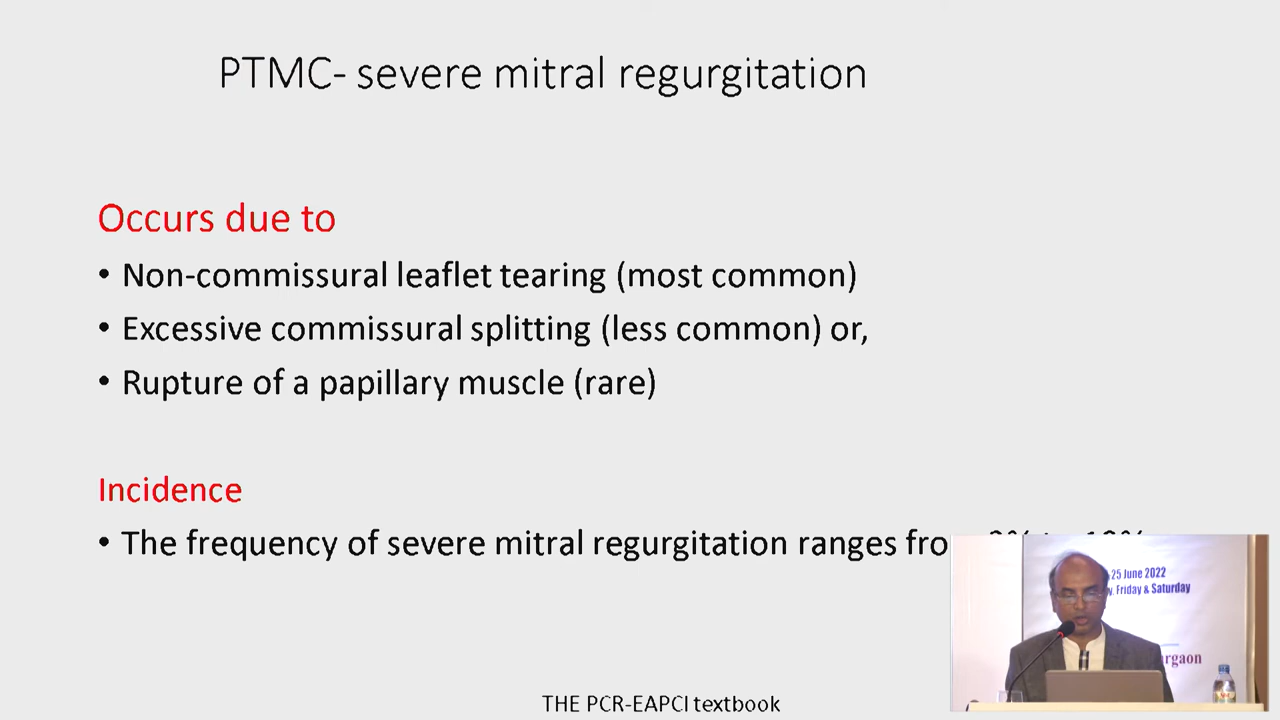 PTMC- severe mitral regurgitation
Occurs due to
• Non-commissural leaflet tearing (most common)
• Excessive commissural splitting (less common) or,
• Rupture of a papillary muscle (rare)
Incidence
• The frequency of severe mitral regurgitation ranges
25 June 2022
Friday & Saturday
THE PCR-EAPCI textbook